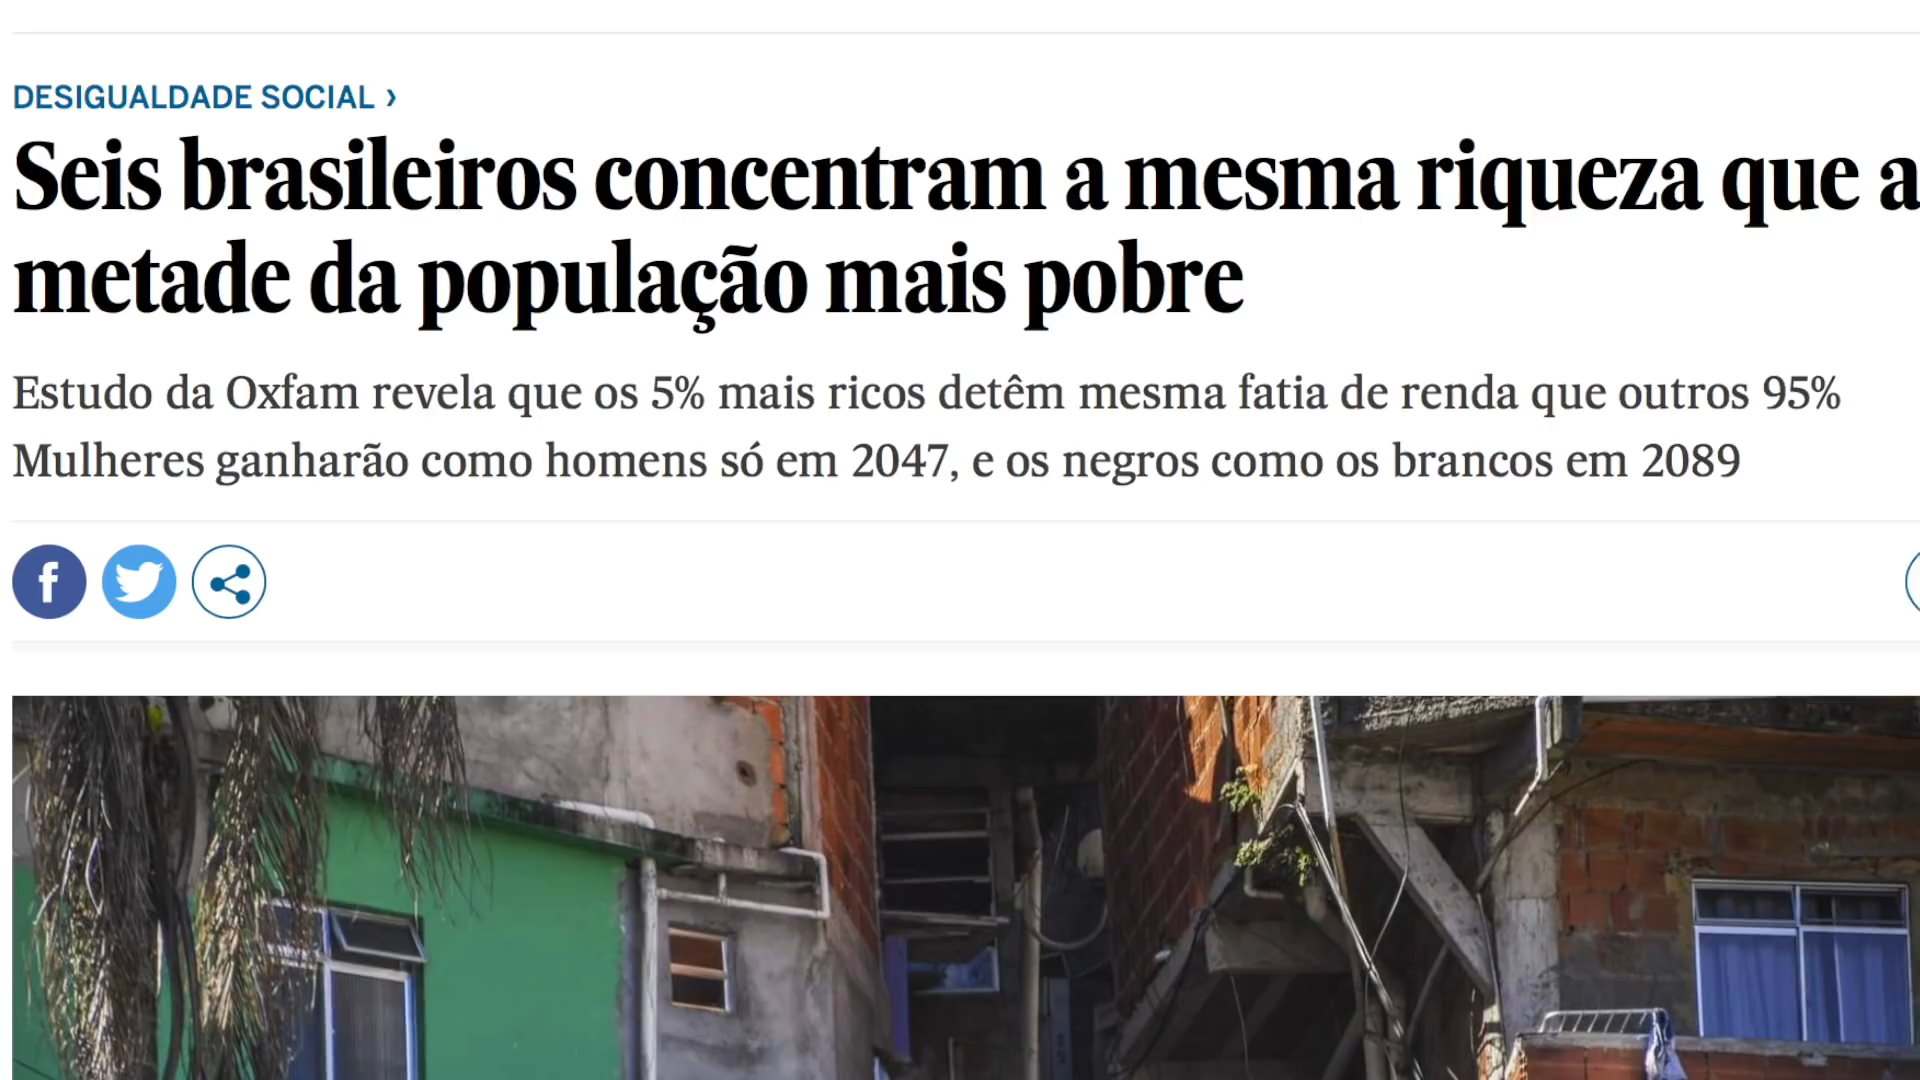 DESIGUALDADE SOCIAL ›
Seis brasileiros concentram a mesma riqueza que a
metade da população mais pobre
Estudo da Oxfam revela que os 5% mais ricos detêm mesma fatia de renda que outros 95%
Mulheres ganharão como homens só em 2047, e os negros como os brancos em 2089